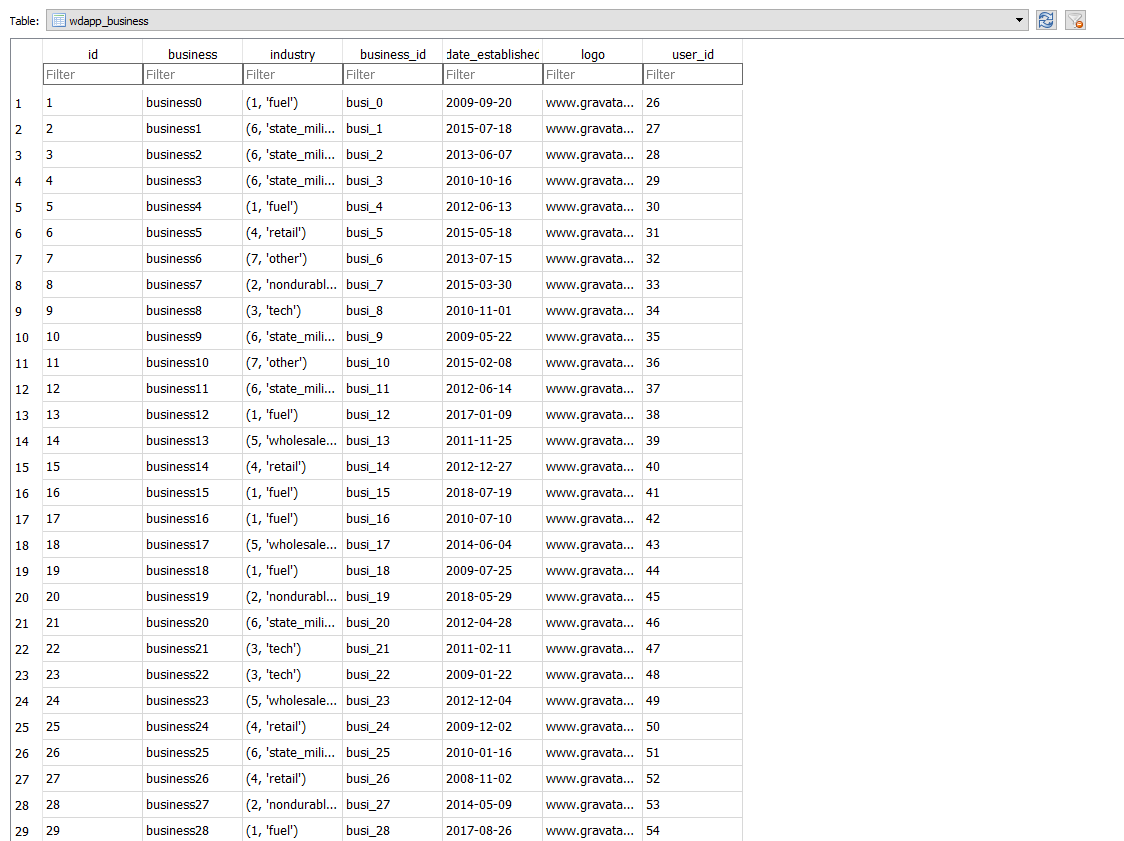 Table: wdapp_business
id business industry business_id date_established logo user_id
Filter Filter Filter Filter Filter Filter Filter
1 1 business0 (1, 'fuel') busi_0 2009-09-20 www.gravata... 26
2 2 business1 (6, 'state_mili... busi_1 2015-07-18 www.gravata... 27
3 3 business2 (6, 'state_mili... busi_2 2013-06-07 www.gravata... 28
4 4 business3 (6, 'state_mili... busi_3 2010-10-16 www.gravata... 29
5 5 business4 (1, 'fuel') busi_4 2012-06-13 www.gravata... 30
6 6 business5 (4, 'retail') busi_5 2015-05-18 www.gravata... 31
7 7 business6 (7, 'other') busi_6 2013-07-15 www.gravata... 32
8 8 business7 (2, 'nondurabl... busi_7 2015-03-30 www.gravata... 33
9 9 business8 (3, 'tech') busi_8 2010-11-01 www.gravata... 34
10 10 business9 (6, 'state_mili... busi_9 2009-05-22 www.gravata... 35
11 11 business10 (7, 'other') busi_10 2015-02-08 www.gravata... 36
12 12 business11 (6, 'state_mili... busi_11 2012-06-14 www.gravata... 37
13 13 business12 (1, 'fuel') busi_12 2017-01-09 www.gravata... 38
14 14 business13 (5, 'wholesale... busi_13 2011-11-25 www.gravata... 39
15 15 business14 (4, 'retail') busi_14 2012-12-27 www.gravata... 40
16 16 business15 (1, 'fuel') busi_15 2018-07-19 www.gravata... 41
17 17 business16 (1, 'fuel') busi_16 2010-07-10 www.gravata... 42
18 18 business17 (5, 'wholesale... busi_17 2014-06-04 www.gravata... 43
19 19 business18 (1, 'fuel') busi_18 2009-07-25 www.gravata... 44
20 20 business19 (2, 'nondurabl... busi_19 2018-05-29 www.gravata... 45
21 21 business20 (6, 'state_mili... busi_20 2012-04-28 www.gravata... 46
22 22 business21 (3, 'tech') busi_21 2011-02-11 www.gravata... 47
23 23 business22 (3, 'tech') busi_22 2009-01-22 www.gravata... 48
24 24 business23 (5, 'wholesale... busi_23 2012-12-04 www.gravata... 49
25 25 business24 (4, 'retail') busi_24 2009-12-02 www.gravata... 50
26 26 business25 (6, 'state_mili... busi_25 2010-01-16 www.gravata... 51
27 27 business26 (4, 'retail') busi_26 2008-11-02 www.gravata... 52
28 28 business27 (2, 'nondurabl... busi_27 2014-05-09 www.gravata... 53
29 29 business28 (1, 'fuel') busi_28 2017-08-26 www.gravata... 54